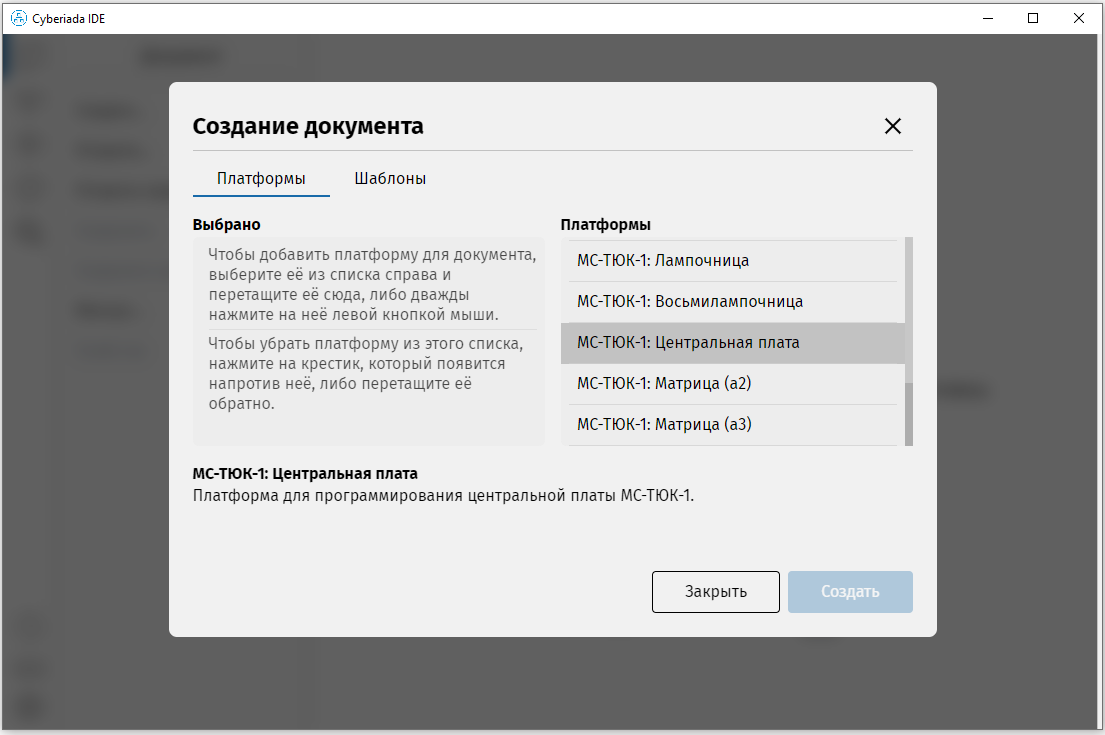 Cyberiada IDE
Создание документа
Платформы
Шаблоны
Выбрано
Чтобы добавить платформу для документа,
выберите её из списка справа и
перетащите её сюда, либо дважды
нажмите на неё левой кнопкой мыши.
Чтобы убрать платформу из этого списка,
нажмите на крестик, который появится
напротив неё, либо перетащите её
обратно.
Платформы
МС-ТЮК-1: Лампочница
МС-ТЮК-1: Восьмилампочница
МС-ТЮК-1: Центральная плата
МС-ТЮК-1: Матрица (а2)
МС-ТЮК-1: Матрица (а3)
МС-ТЮК-1: Центральная плата
Платформа для программирования центральной платы МС-ТЮК-1.
Закрыть
Создать